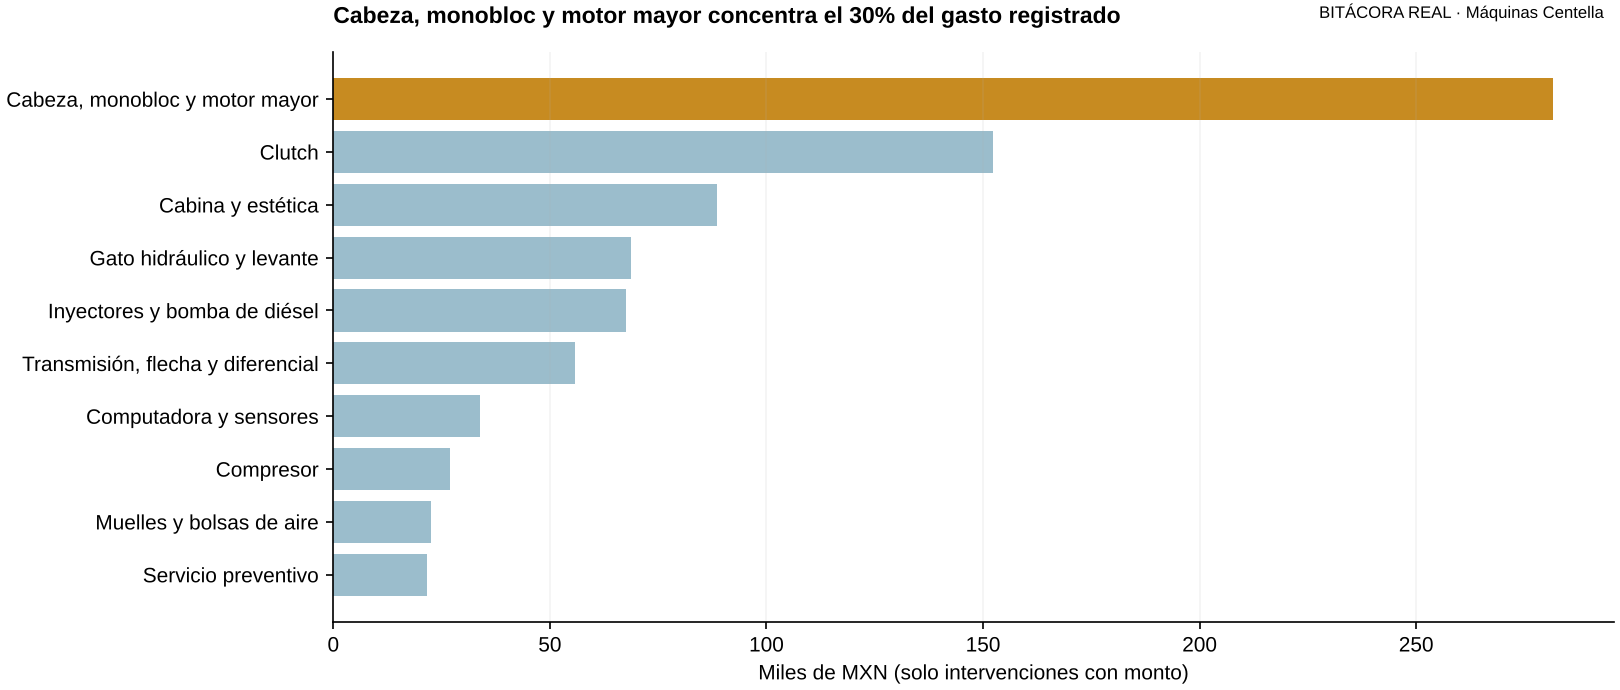 Cabeza, monobloc y motor mayor concentra el 30% del gasto registrado
BITÁCORA REAL · Máquinas Centella
Cabeza, monobloc y motor mayor
Clutch
Cabina y estética
Gato hidráulico y levante
Inyectores y bomba de diésel
Transmisión, flecha y diferencial
Computadora y sensores
Compresor
Muelles y bolsas de aire
Servicio preventivo
0 50 100 150 200 250
Miles de MXN (solo intervenciones con monto)